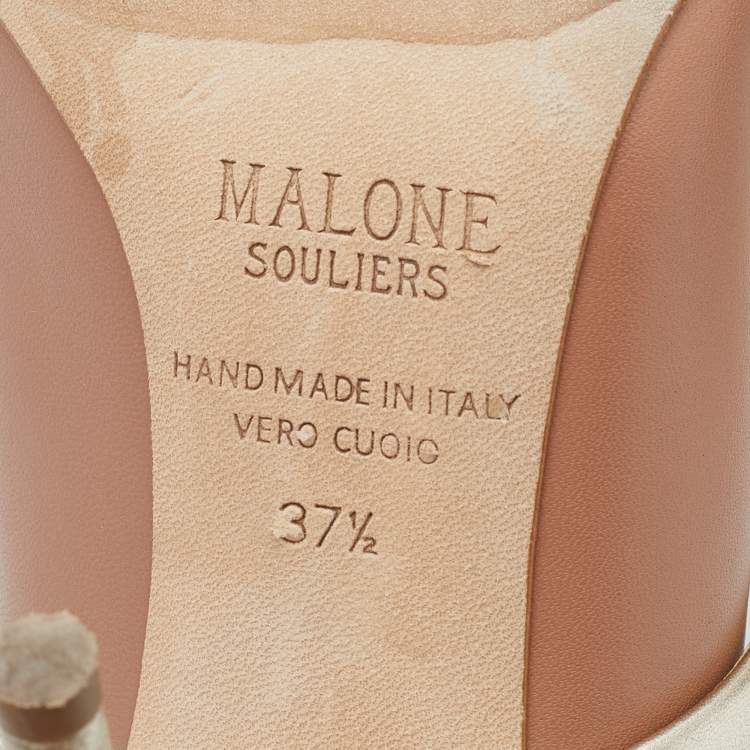 MALONE
SOULIERS
HAND MADE IN ITALY
VERO CUOIO
37½